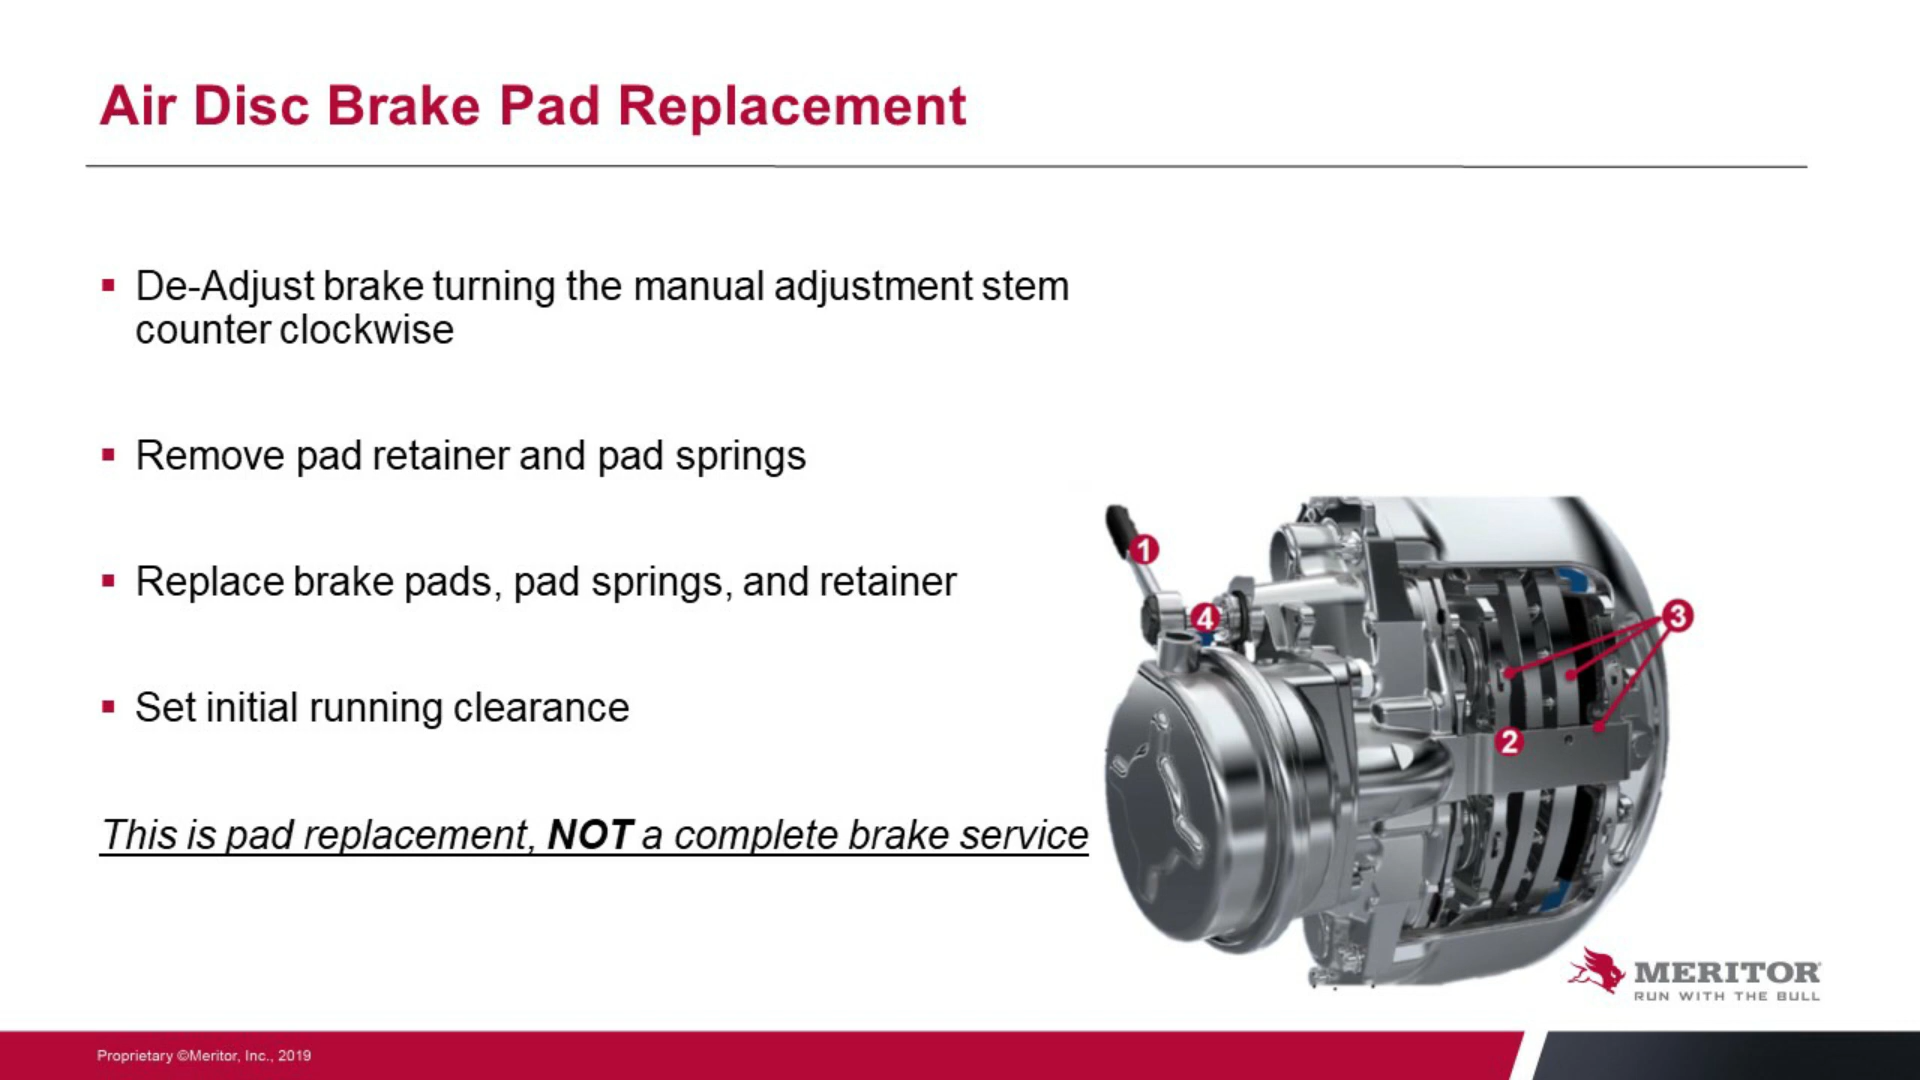 Air Disc Brake Pad Replacement
De-Adjust brake turning the manual adjustment stem
counter clockwise
Remove pad retainer and pad springs
Replace brake pads, pad springs, and retainer
Set initial running clearance
This is pad replacement, NOT a complete brake service
1
4
3
2
MERITOR
RUN WITH THE BULL
Proprietary ©Meritor, Inc., 2019